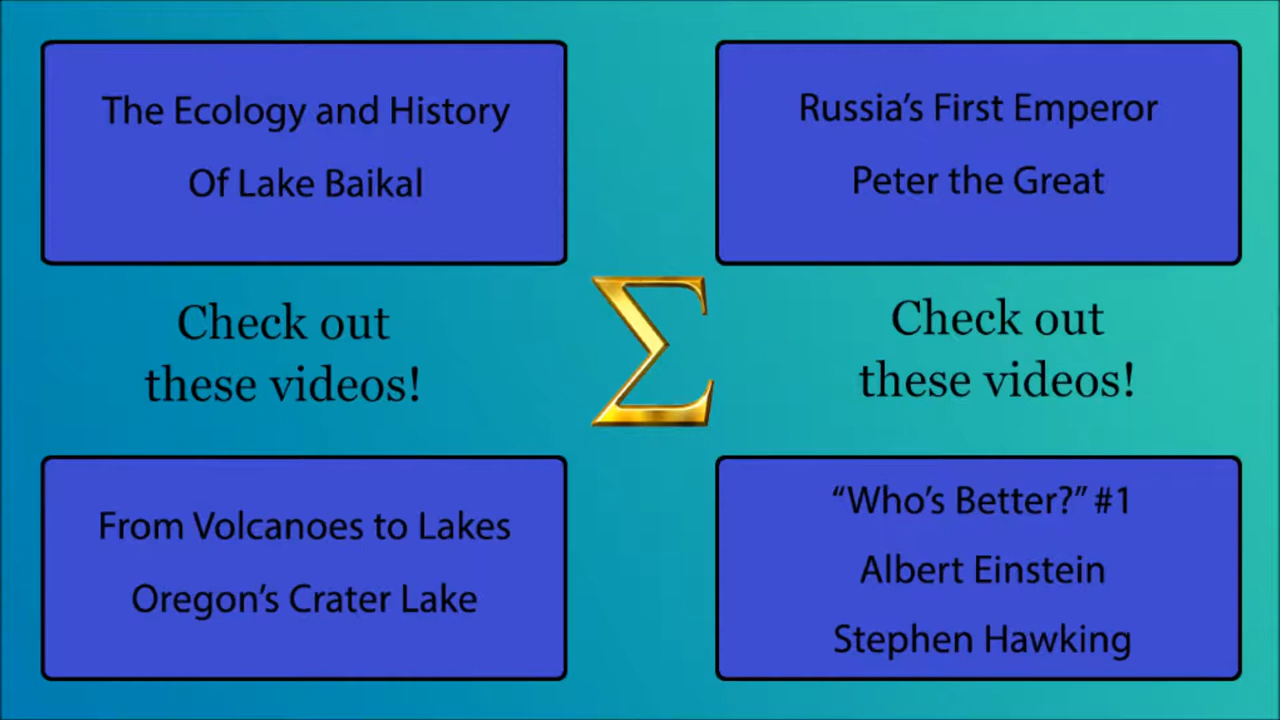 The Ecology and History
Of Lake Baikal
Russia's First Emperor
Peter the Great
Check out
these videos!
Σ
Check out
these videos!
From Volcanoes to Lakes
Oregon's Crater Lake
“Who's Better?” #1
Albert Einstein
Stephen Hawking